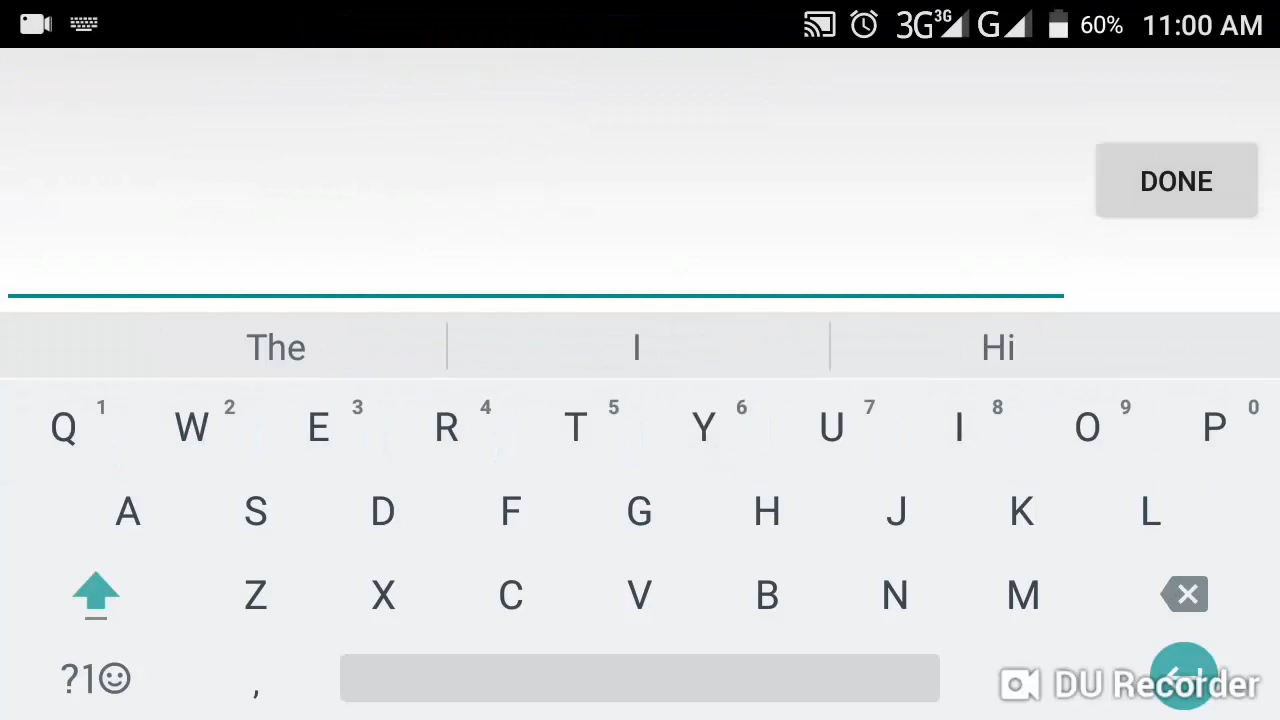 3G 3G G 60% 11:00 AM
DONE
The I Hi
Q 1 W 2 E 3 R 4 T 5 Y 6 U 7 I 8 O 9 P 0
A S D F G H J K L
Z X C V B N M
?1☺ ,
DU Recorder